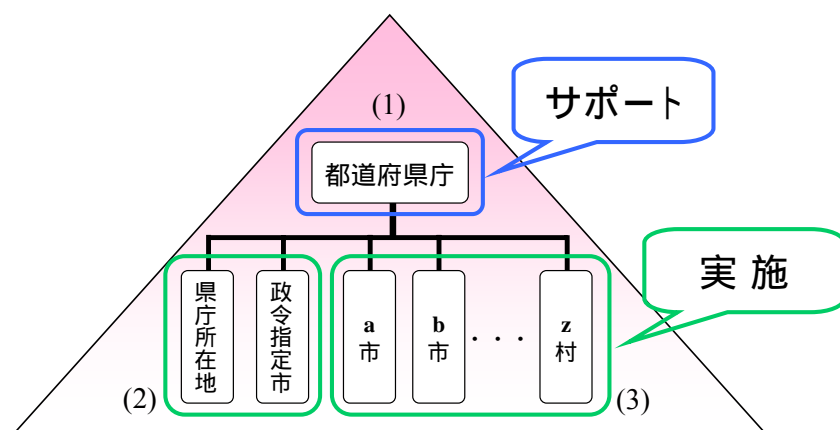 (1)
サポート
都道府県庁
実施
県庁所在地
政令指定市
a
市
b
市
・・・
z
村
(2)
(3)